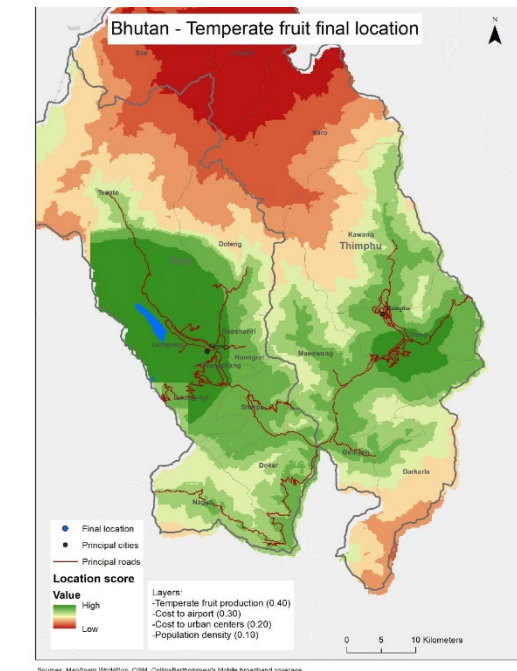 Bhutan - Temperate fruit final location
N
Soe
Naro
Tsento
Kawang
Doteng
Thimphu
Lamgong
Hoongrel
Maedwang
Dokar
Darkarla
Final location
Principal cities
Principal roads
Location score
Value
High
Low
Layers:
-Temperate fruit production (0.40)
-Cost to airport (0.30)
-Cost to urban centers (0.20)
-Population density (0.10)
0 5 10 Kilometers